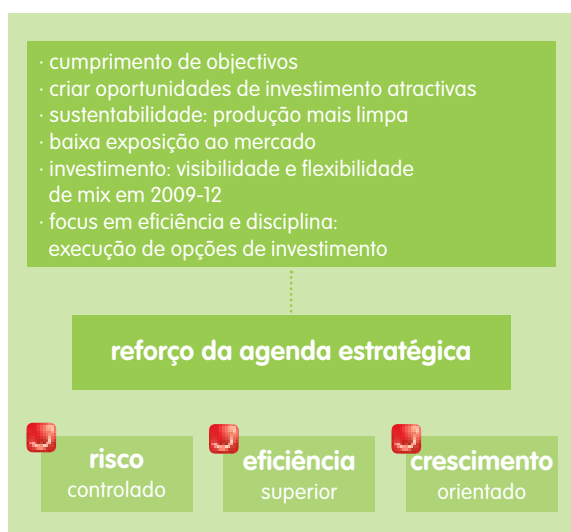 · cumprimento de objectivos
· criar oportunidades de investimento atractivas
· sustentabilidade: produção mais limpa
· baixa exposição ao mercado
· investimento: visibilidade e flexibilidade
de mix em 2009-12
· focus em eficiência e disciplina:
execução de opções de investimento
reforço da agenda estratégica
risco
controlado
eficiência
superior
crescimento
orientado